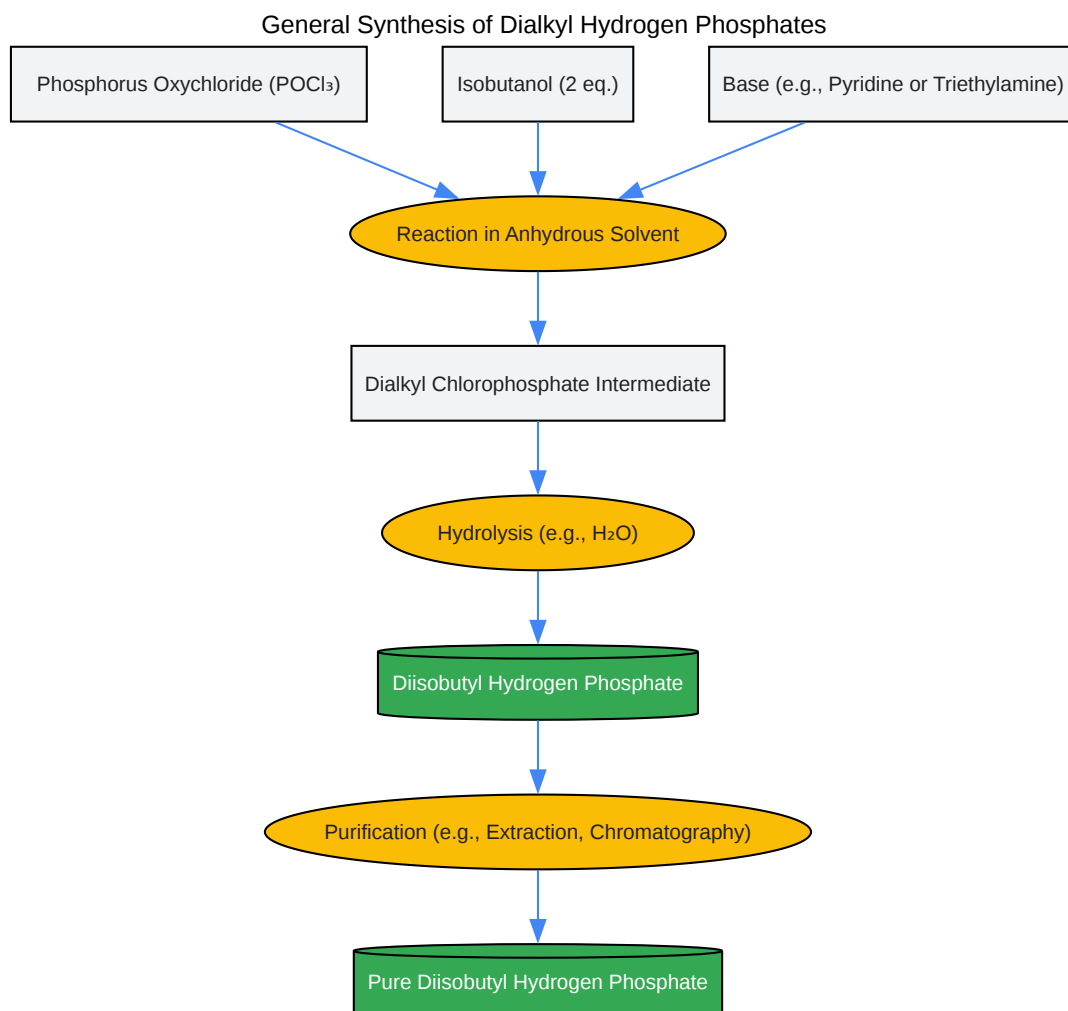 General Synthesis of Dialkyl Hydrogen Phosphates
Phosphorus Oxychloride (POCl₃)
Isobutanol (2 eq.)
Base (e.g., Pyridine or Triethylamine)
Reaction in Anhydrous Solvent
Dialkyl Chlorophosphate Intermediate
Hydrolysis (e.g., H₂O)
Diisobutyl Hydrogen Phosphate
Purification (e.g., Extraction, Chromatography)
Pure Diisobutyl Hydrogen Phosphate